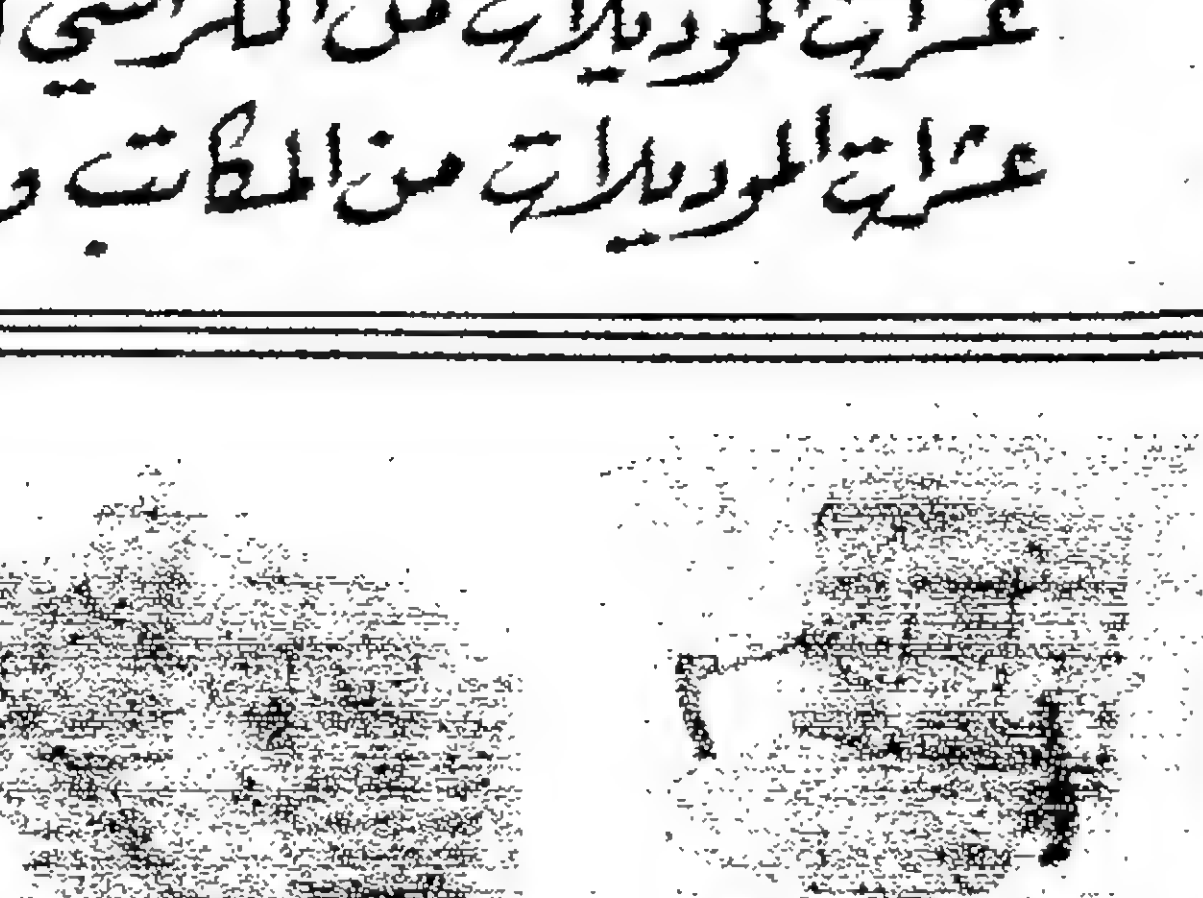 عشرات الموديلات من الكراسي
عشرات الموديلات من المكاتب و